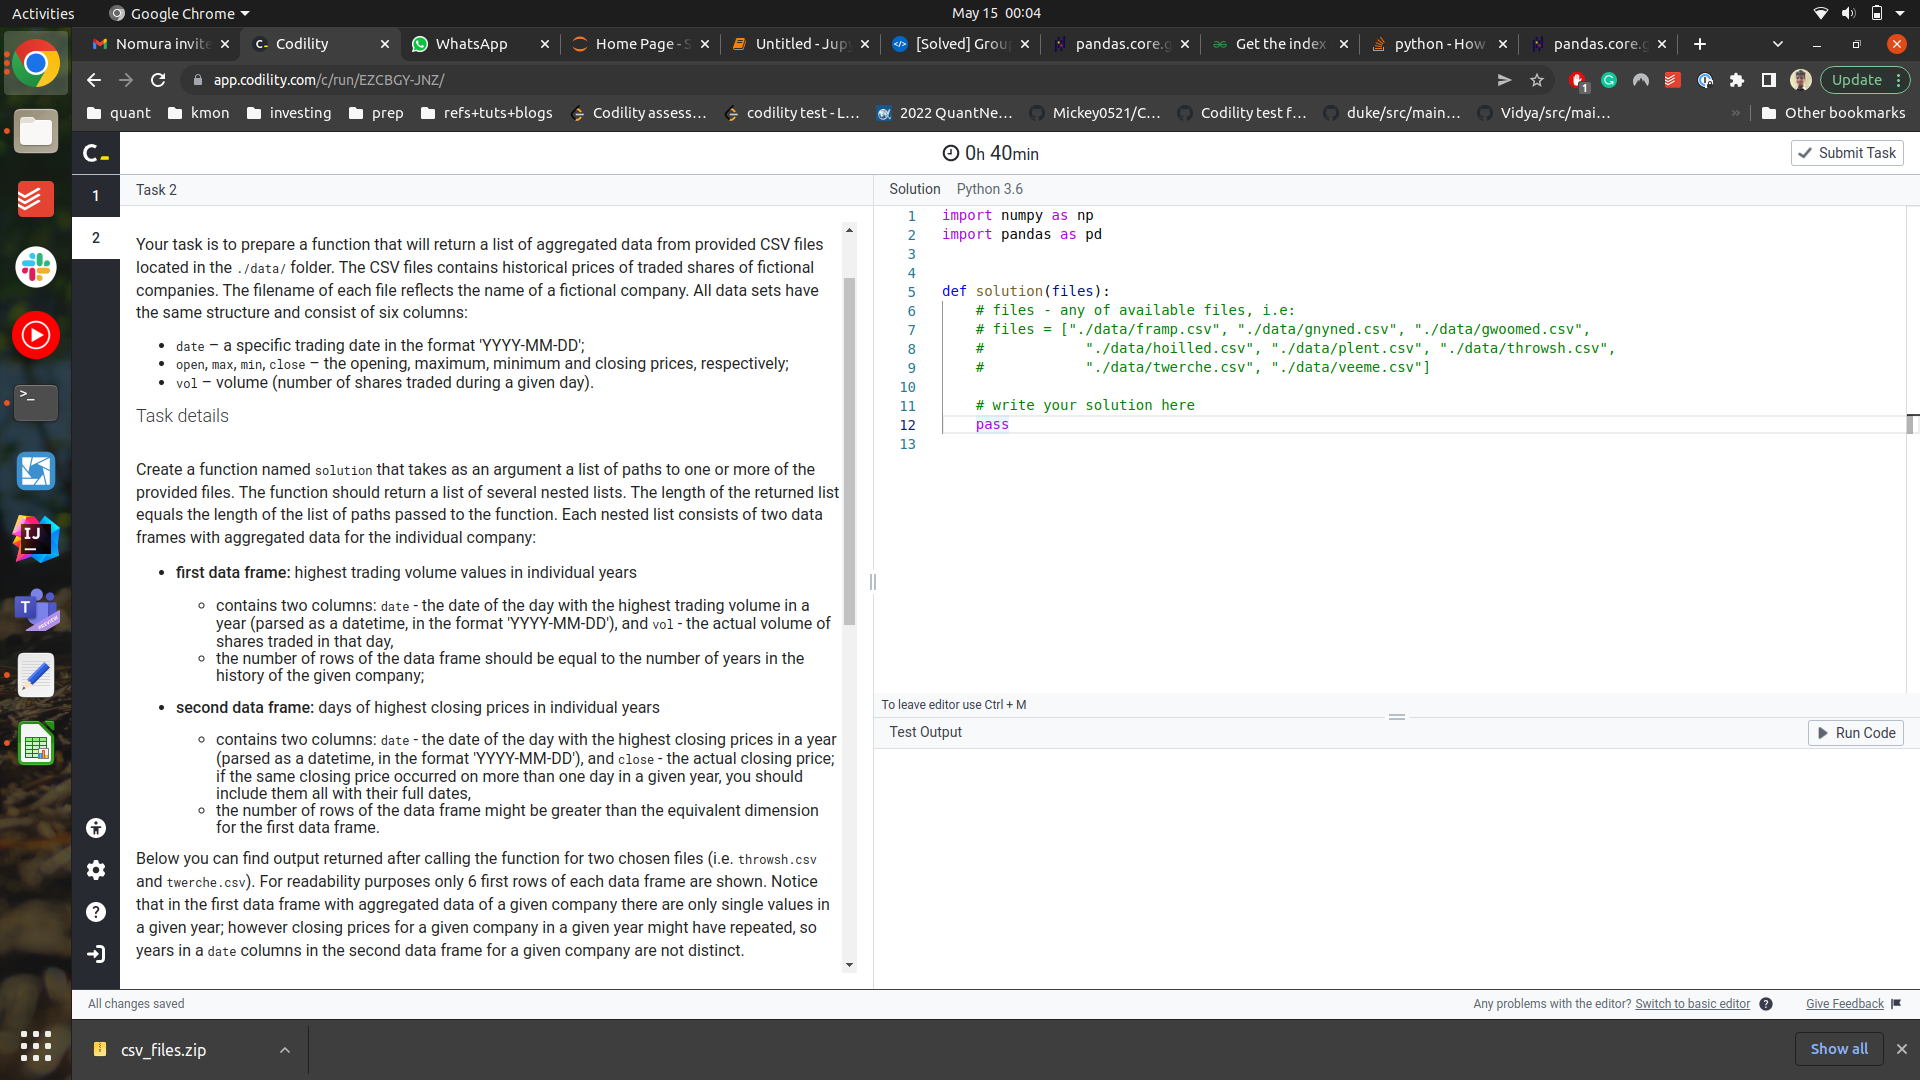 Activities
Google Chrome
May 15 00:04
Nomura invite
Codility
WhatsApp
Home Page - S
Untitled - Jupy
[Solved] Grou
pandas.core.g
Get the index
python - How
pandas.core.g
app.codility.com/c/run/EZCBGY-JNZ/
1
Update
quant
kmon
investing
prep
refs+tuts+blogs
Codility assess...
codility test - L...
2022 QuantNe...
Mickey0521/C...
Codility test f...
duke/src/main...
Vidya/src/mai...
»
Other bookmarks
C
0h 40min
Submit Task
1
2
Task 2
Your task is to prepare a function that will return a list of aggregated data from provided CSV files
located in the ./data/ folder. The CSV files contains historical prices of traded shares of fictional
companies. The filename of each file reflects the name of a fictional company. All data sets have
the same structure and consist of six columns:
• date – a specific trading date in the format 'YYYY-MM-DD';
• open, max, min, close – the opening, maximum, minimum and closing prices, respectively;
• vol – volume (number of shares traded during a given day).
Task details
Create a function named solution that takes as an argument a list of paths to one or more of the
provided files. The function should return a list of several nested lists. The length of the returned list
equals the length of the list of paths passed to the function. Each nested list consists of two data
frames with aggregated data for the individual company:
• first data frame: highest trading volume values in individual years
contains two columns: date - the date of the day with the highest trading volume in a
year (parsed as a datetime, in the format 'YYYY-MM-DD'), and vol - the actual volume of
shares traded in that day,
the number of rows of the data frame should be equal to the number of years in the
history of the given company;
• second data frame: days of highest closing prices in individual years
contains two columns: date - the date of the day with the highest closing prices in a year
(parsed as a datetime, in the format 'YYYY-MM-DD'), and close - the actual closing price;
if the same closing price occurred on more than one day in a given year, you should
include them all with their full dates,
the number of rows of the data frame might be greater than the equivalent dimension
for the first data frame.
Below you can find output returned after calling the function for two chosen files (i.e. throwsh.csv
and twerche.csv). For readability purposes only 6 first rows of each data frame are shown. Notice
that in the first data frame with aggregated data of a given company there are only single values in
a given year; however closing prices for a given company in a given year might have repeated, so
years in a date columns in the second data frame for a given company are not distinct.
Solution
Python 3.6
1 import numpy as np
2 import pandas as pd
3
4
5 def solution(files):
6 # files - any of available files, i.e:
7 # files = ["./data/framp.csv", "./data/gnyned.csv", "./data/gwoomed.csv",
8 # "./data/hoilled.csv", "./data/plent.csv", "./data/throwsh.csv",
9 # "./data/twerche.csv", "./data/veeme.csv"]
10
11 # write your solution here
12 pass
13
To leave editor use Ctrl + M
Test Output
Run Code
All changes saved
Any problems with the editor? Switch to basic editor ?
Give Feedback
csv_files.zip
Show all
IJ
T
PREVIEW
>_